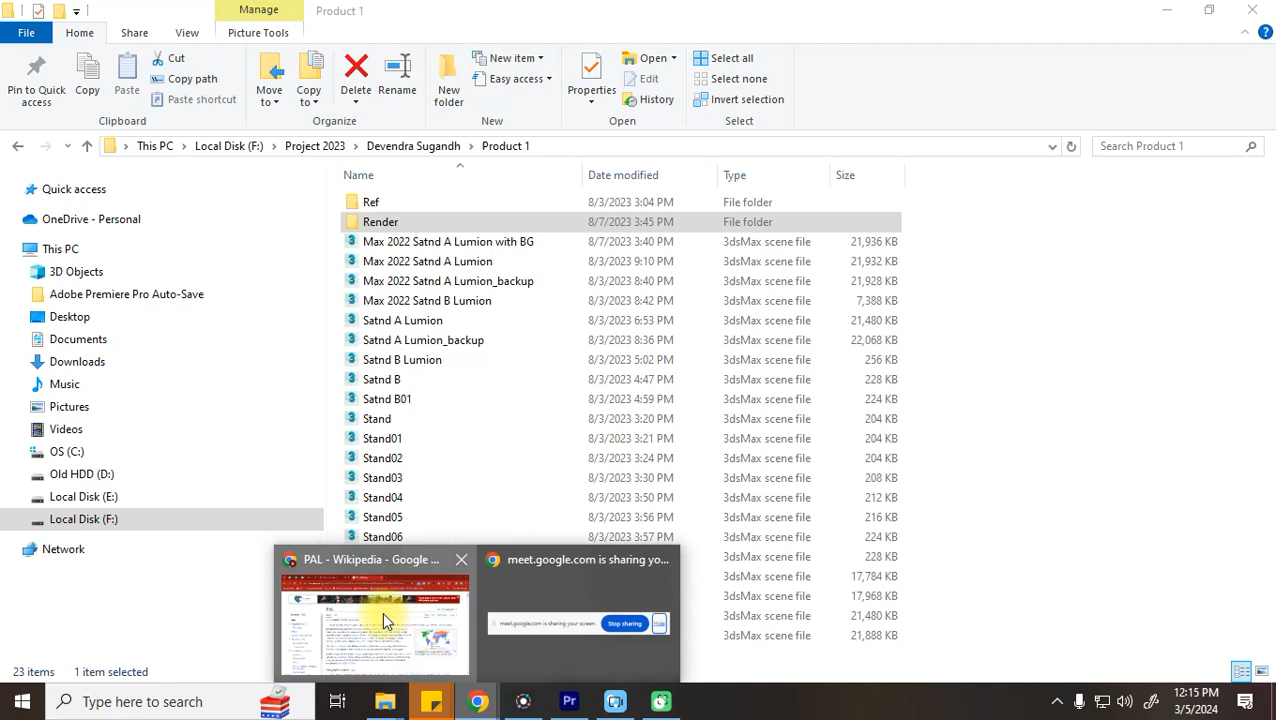 Manage
Product 1
File
Home
Share
View
Picture Tools
Pin to Quick access
Copy
Paste
Cut
Copy path
Paste shortcut
Clipboard
Move to
Copy to
Delete
Rename
Organize
New folder
New item
Easy access
New
Properties
Open
Edit
History
Open
Select all
Select none
Invert selection
Select
This PC > Local Disk (F:) > Project 2023 > Devendra Sugandh > Product 1
Search Product 1
Quick access
OneDrive - Personal
This PC
3D Objects
Adobe Premiere Pro Auto-Save
Desktop
Documents
Downloads
Music
Pictures
Videos
OS (C:)
Old HDD (D:)
Local Disk (E:)
Local Disk (F:)
Network
Name Date modified Type Size
Ref 8/3/2023 3:04 PM File folder
Render 8/7/2023 3:45 PM File folder
Max 2022 Satnd A Lumion with BG 8/7/2023 3:40 PM 3dsMax scene file 21,936 KB
Max 2022 Satnd A Lumion 8/3/2023 9:10 PM 3dsMax scene file 21,932 KB
Max 2022 Satnd A Lumion_backup 8/3/2023 8:40 PM 3dsMax scene file 21,928 KB
Max 2022 Satnd B Lumion 8/3/2023 8:42 PM 3dsMax scene file 7,388 KB
Satnd A Lumion 8/3/2023 6:53 PM 3dsMax scene file 21,480 KB
Satnd A Lumion_backup 8/3/2023 8:36 PM 3dsMax scene file 22,068 KB
Satnd B Lumion 8/3/2023 5:02 PM 3dsMax scene file 256 KB
Satnd B 8/3/2023 4:47 PM 3dsMax scene file 228 KB
Satnd B01 8/3/2023 4:59 PM 3dsMax scene file 224 KB
Stand 8/3/2023 3:20 PM 3dsMax scene file 204 KB
Stand01 8/3/2023 3:21 PM 3dsMax scene file 204 KB
Stand02 8/3/2023 3:24 PM 3dsMax scene file 204 KB
Stand03 8/3/2023 3:30 PM 3dsMax scene file 208 KB
Stand04 8/3/2023 3:50 PM 3dsMax scene file 212 KB
Stand05 8/3/2023 3:56 PM 3dsMax scene file 216 KB
Stand06 8/3/2023 3:57 PM 3dsMax scene file 224 KB
PAL - Wikipedia - Google ...
meet.google.com is sharing yo...
meet.google.com is sharing your screen.
Stop sharing
Max scene file 21,888 KB
Type here to search
12:15 PM
3/5/2024